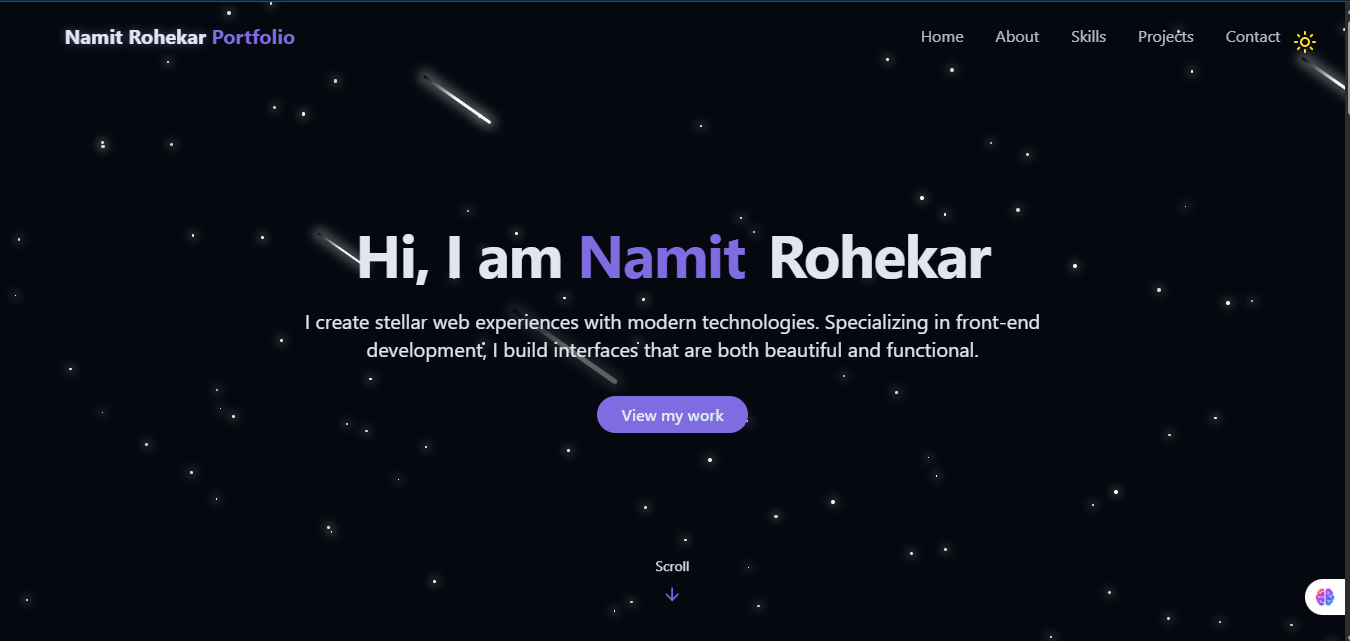 Namit Rohekar Portfolio
Home About Skills Projects Contact
Hi, I am Namit Rohekar
I create stellar web experiences with modern technologies. Specializing in front-end
development, I build interfaces that are both beautiful and functional.
View my work
Scroll